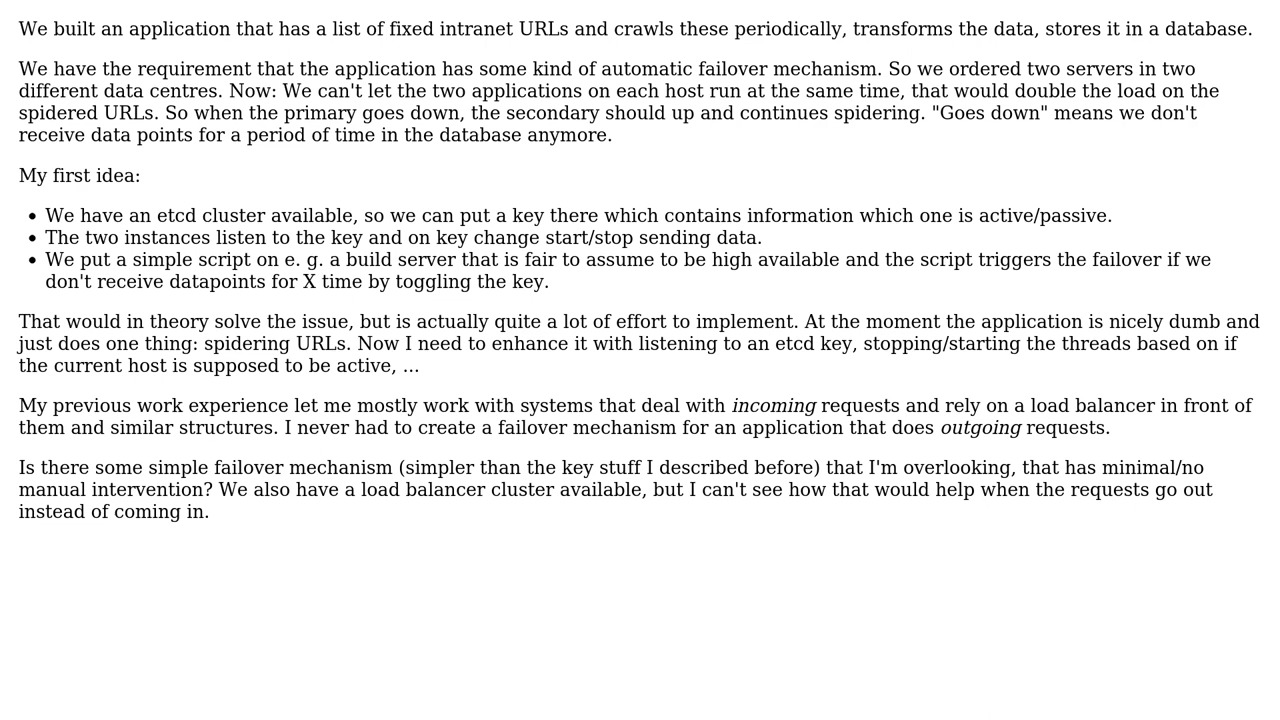 We built an application that has a list of fixed intranet URLs and crawls these periodically, transforms the data, stores it in a database.
We have the requirement that the application has some kind of automatic failover mechanism. So we ordered two servers in two
different data centres. Now: We can't let the two applications on each host run at the same time, that would double the load on the
spidered URLs. So when the primary goes down, the secondary should up and continues spidering. "Goes down" means we don't
receive data points for a period of time in the database anymore.
My first idea:
• We have an etcd cluster available, so we can put a key there which contains information which one is active/passive.
• The two instances listen to the key and on key change start/stop sending data.
• We put a simple script on e. g. a build server that is fair to assume to be high available and the script triggers the failover if we
don't receive datapoints for X time by toggling the key.
That would in theory solve the issue, but is actually quite a lot of effort to implement. At the moment the application is nicely dumb and
just does one thing: spidering URLs. Now I need to enhance it with listening to an etcd key, stopping/starting the threads based on if
the current host is supposed to be active, ...
My previous work experience let me mostly work with systems that deal with incoming requests and rely on a load balancer in front of
them and similar structures. I never had to create a failover mechanism for an application that does outgoing requests.
Is there some simple failover mechanism (simpler than the key stuff I described before) that I'm overlooking, that has minimal/no
manual intervention? We also have a load balancer cluster available, but I can't see how that would help when the requests go out
instead of coming in.